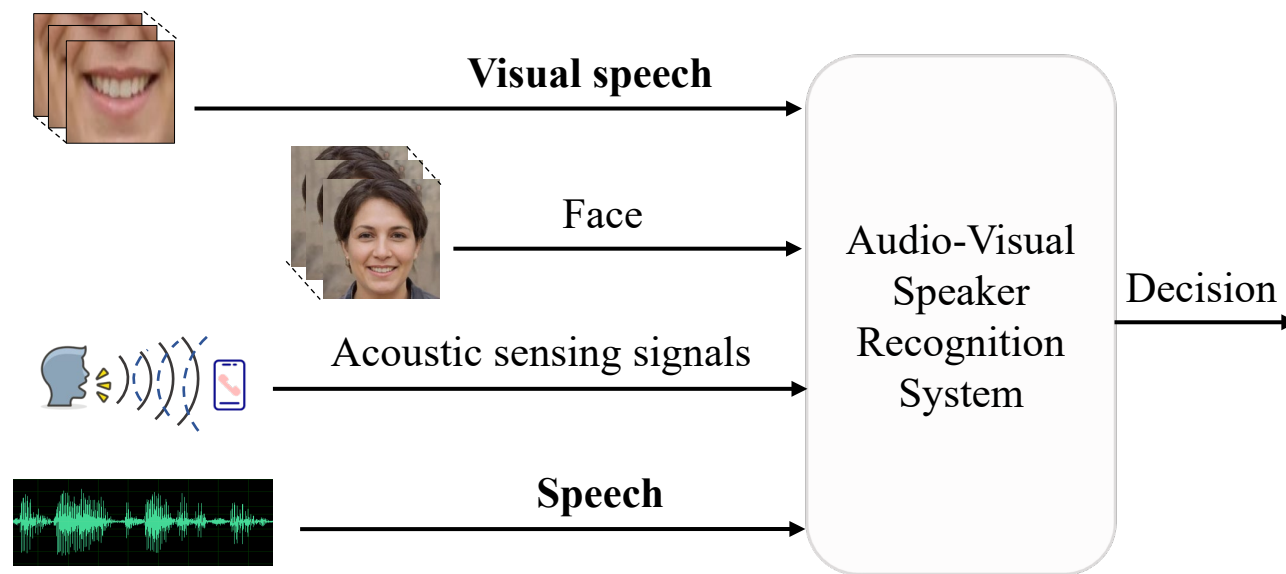 Visual speech
Face
Acoustic sensing signals
Speech
Audio-Visual
Speaker
Recognition
System
Decision